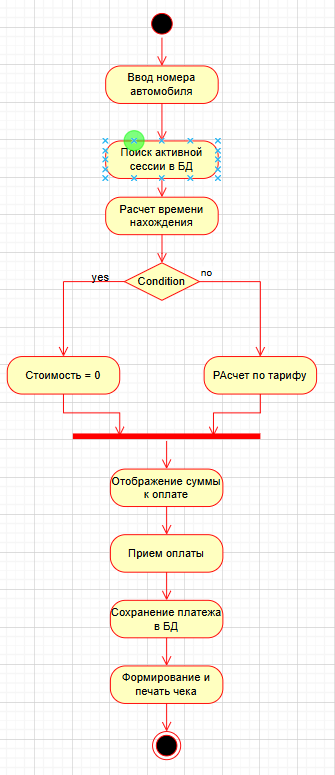 Ввод номера
автомобиля
Поиск активной
сессии в БД
Расчет времени
нахождения
yes
Condition
no
Стоимость = 0
РАсчет по тарифу
Отображение суммы
к оплате
Прием оплаты
Сохранение платежа
в БД
Формирование и
печать чека